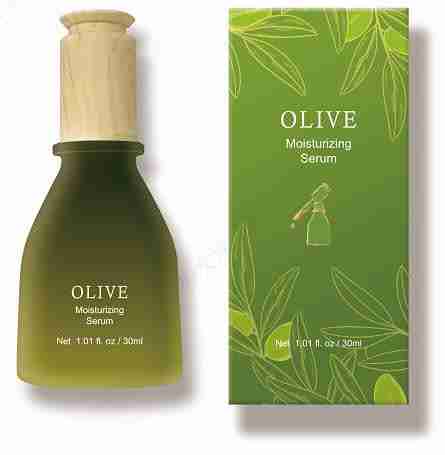 OLIVE
Moisturizing
Serum
Net 1.01 fl. oz / 30ml
OLIVE
Moisturizing
Serum
Net 1.01 fl. oz / 30ml